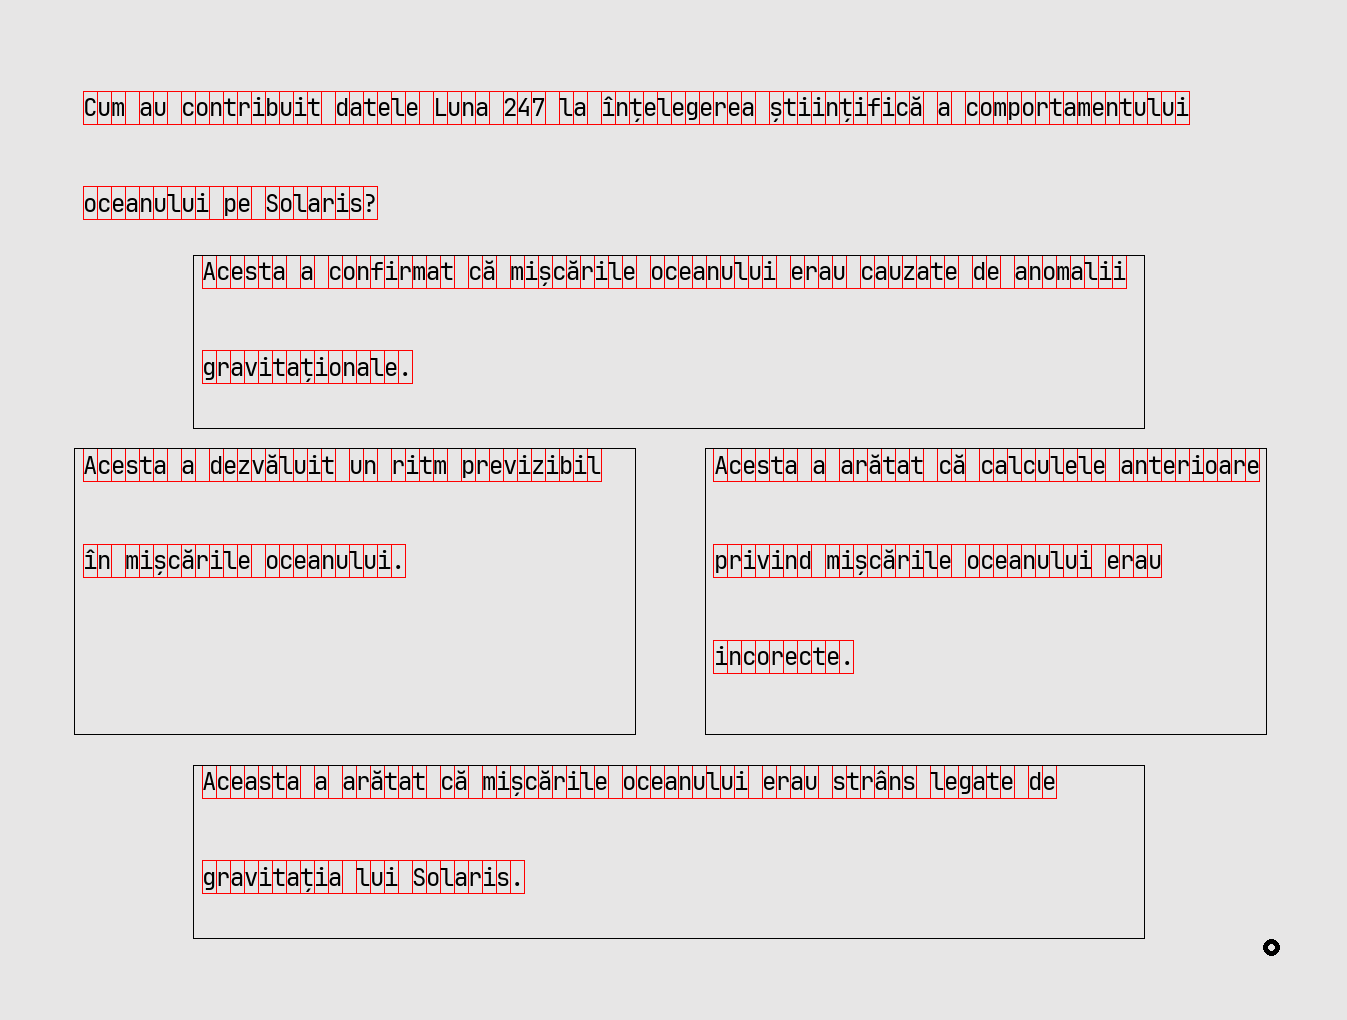 Cum au contribuit datele Luna 247 la înțelegerea științifică a comportamentului
oceanului pe Solaris?
Acesta a confirmat că mișcările oceanului erau cauzate de anomalii
gravitaționale.
Acesta a dezvăluit un ritm previzibil
în mișcările oceanului.
Acesta a arătat că calculele anterioare
privind mișcările oceanului erau
incorecte.
Aceasta a arătat că mișcările oceanului erau strâns legate de
gravitația lui Solaris.